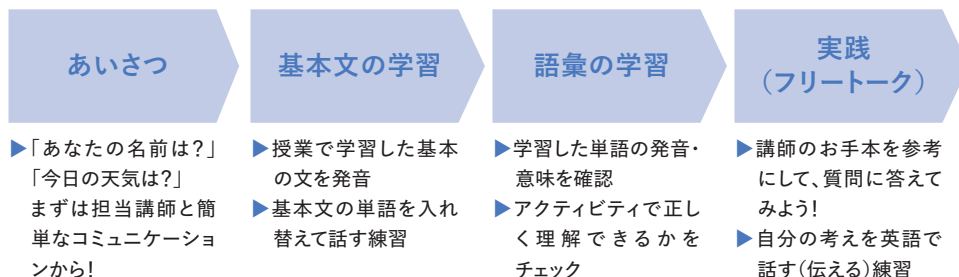 あいさつ
▶「あなたの名前は?」
「今日の天気は?」
まずは担当講師と簡
単なコミュニケーショ
ンから!
基本文の学習
▶授業で学習した基本
の文を発音
▶基本文の単語を入れ
替えて話す練習
語彙の学習
▶学習した単語の発音・
意味を確認
▶アクティビティで正し
く理解できるかを
チェック
実践
(フリートーク)
▶講師のお手本を参考
にして、質問に答えて
みよう!
▶自分の考えを英語で
話す(伝える)練習